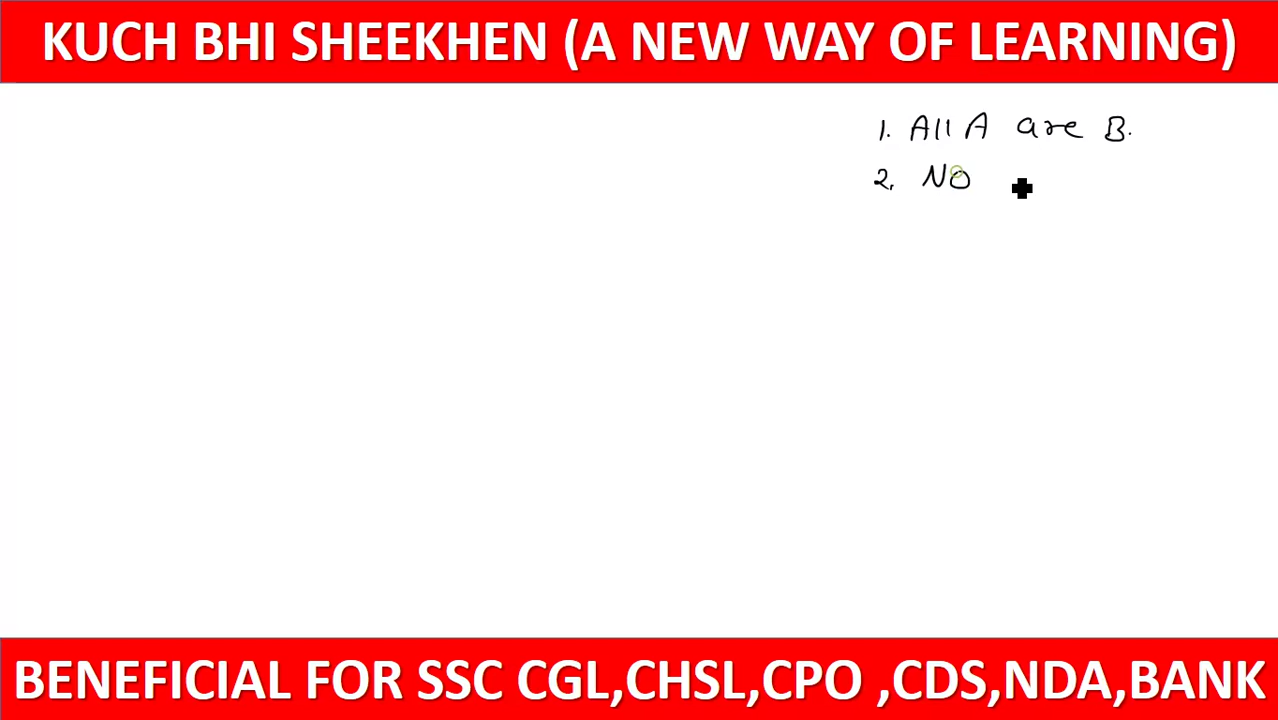 KUCH BHI SHEEKHEN (A NEW WAY OF LEARNING)
1. All A are B.
2. NO
BENEFICIAL FOR SSC CGL,CHSL,CPO ,CDS,NDA,BANK